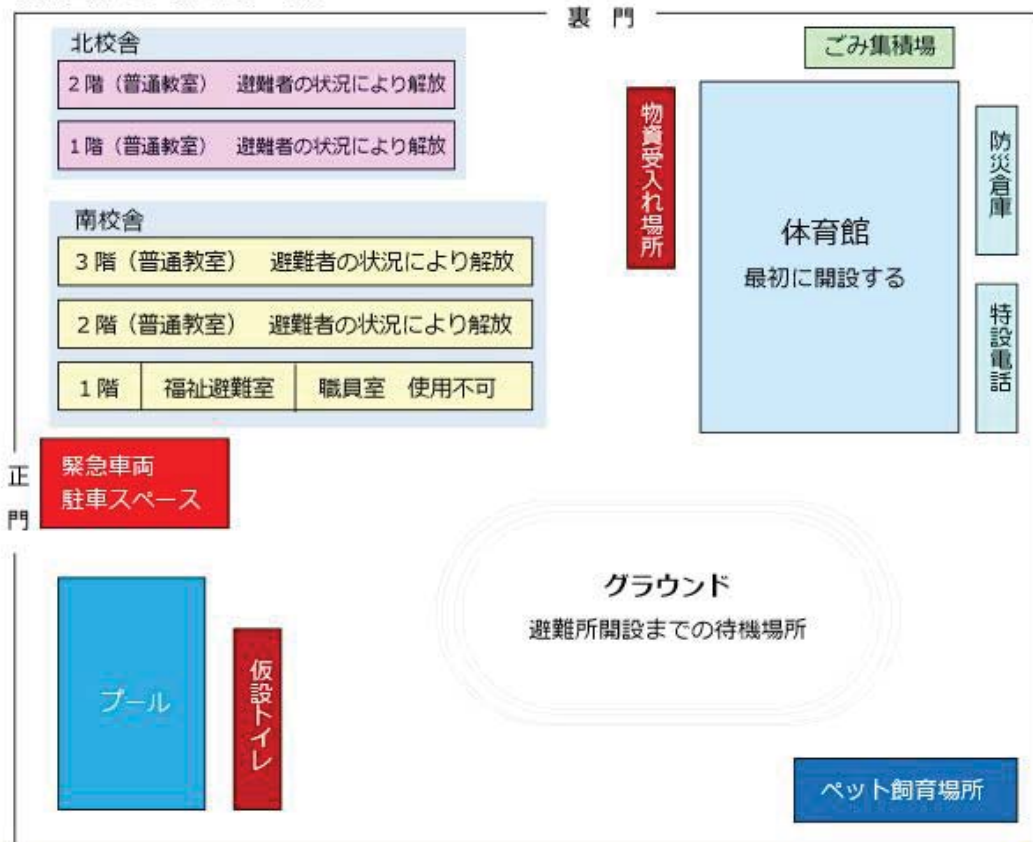 裏 門
北校舎
2階（普通教室）　避難者の状況により解放
1階（普通教室）　避難者の状況により解放
南校舎
3階（普通教室）　避難者の状況により解放
2階（普通教室）　避難者の状況により解放
1階　福祉避難室　職員室　使用不可
ごみ集積場
物資受入れ場所
体育館
最初に開設する
防災倉庫
特設電話
正門
緊急車両
駐車スペース
グラウンド
避難所開設までの待機場所
プール
仮設トイレ
ペット飼育場所